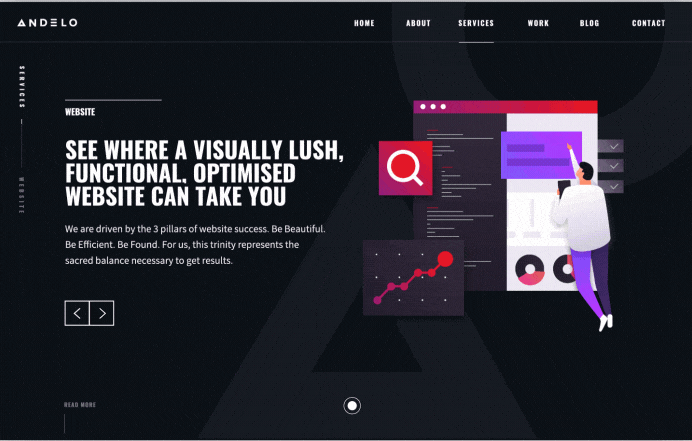 ANDELO
HOME ABOUT SERVICES WORK BLOG CONTACT
SERVICES
WEBSITE
WEBSITE
SEE WHERE A VISUALLY LUSH,
FUNCTIONAL, OPTIMISED
WEBSITE CAN TAKE YOU
We are driven by the 3 pillars of website success. Be Beautiful.
Be Efficient. Be Found. For us, this trinity represents the
sacred balance necessary to get results.
READ MORE